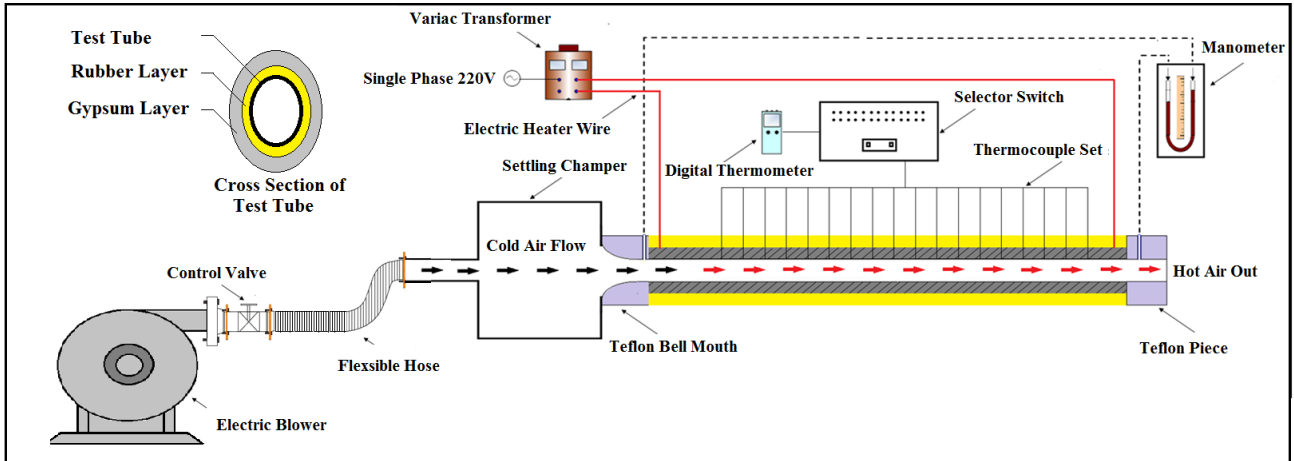 Variac Transformer
Test Tube
Manometer
Rubber Layer
Single Phase 220V
Selector Switch
Gypsum Layer
Electric Heater Wire
Thermocouple Set
Digital Thermometer
Settling Champer
Cross Section of
Test Tube
Cold Air Flow
Control Valve
Hot Air Out
Teflon Bell Mouth
Teflon Piece
Flexsible Hose
Electric Blower